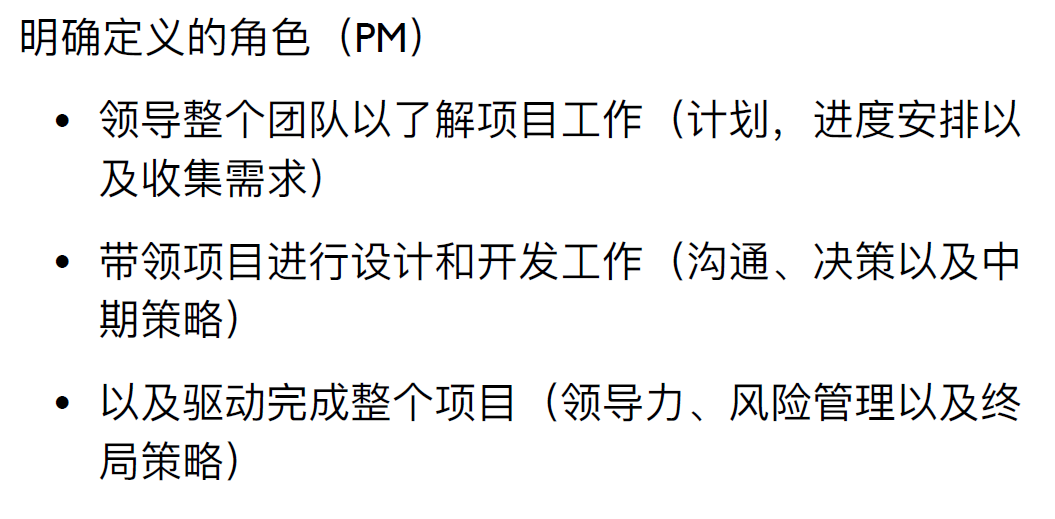 明确定义的角色（PM）
• 领导整个团队以了解项目工作（计划，进度安排以
及收集需求）
• 带领项目进行设计和开发工作（沟通、决策以及中
期策略）
• 以及驱动完成整个项目（领导力、风险管理以及终
局策略）